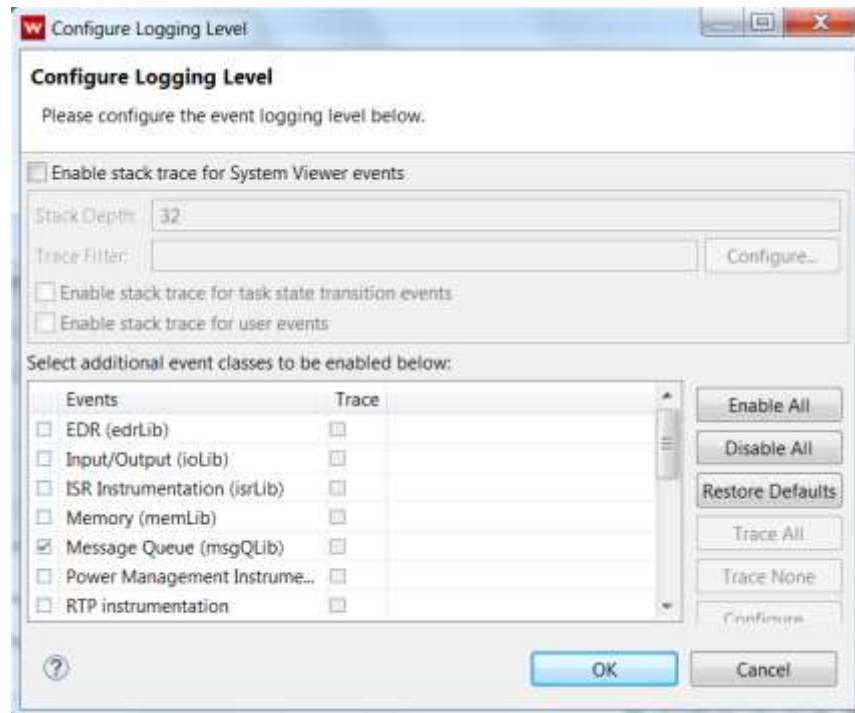 W Configure Logging Level
Configure Logging Level
Please configure the event logging level below.
Enable stack trace for System Viewer events
Stack Depth: 32
Trace Filter: Configure...
Enable stack trace for task state transition events
Enable stack trace for user events
Select additional event classes to be enabled below:
Events Trace
EDR (edrLib)
Input/Output (ioLib)
ISR Instrumentation (isrLib)
Memory (memLib)
Message Queue (msgQLib)
Power Management Instrume...
RTP instrumentation
Enable All
Disable All
Restore Defaults
Trace All
Trace None
Configure...
? OK Cancel